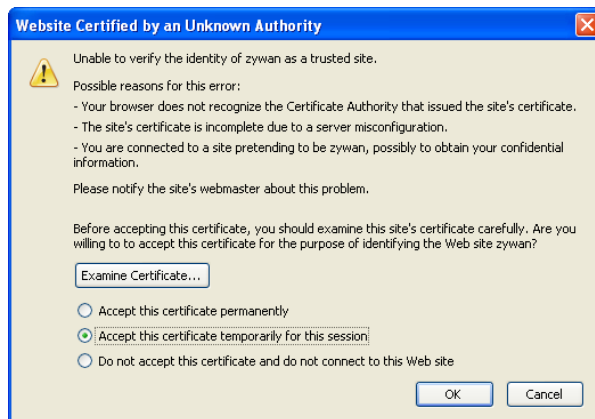 Website Certified by an Unknown Authority
Unable to verify the identity of zywan as a trusted site.
Possible reasons for this error:
- Your browser does not recognize the Certificate Authority that issued the site's certificate.
- The site's certificate is incomplete due to a server misconfiguration.
- You are connected to a site pretending to be zywan, possibly to obtain your confidential
information.
Please notify the site's webmaster about this problem.
Before accepting this certificate, you should examine this site's certificate carefully. Are you
willing to to accept this certificate for the purpose of identifying the Web site zywan?
Examine Certificate...
Accept this certificate permanently
Accept this certificate temporarily for this session
Do not accept this certificate and do not connect to this Web site
OK Cancel